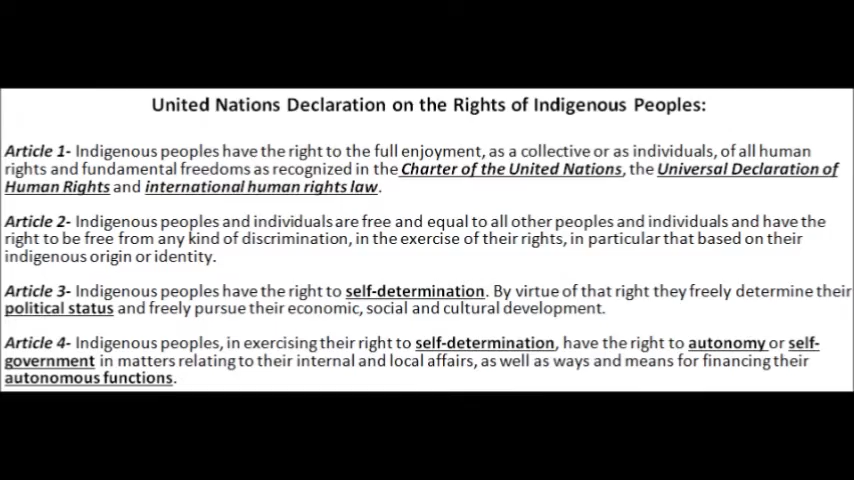 United Nations Declaration on the Rights of Indigenous Peoples:
Article 1- Indigenous peoples have the right to the full enjoyment, as a collective or as individuals, of all human
rights and fundamental freedoms as recognized in the Charter of the United Nations, the Universal Declaration of
Human Rights and international human rights law.
Article 2- Indigenous peoples and individuals are free and equal to all other peoples and individuals and have the
right to be free from any kind of discrimination, in the exercise of their rights, in particular that based on their
indigenous origin or identity.
Article 3- Indigenous peoples have the right to self-determination. By virtue of that right they freely determine their
political status and freely pursue their economic, social and cultural development.
Article 4- Indigenous peoples, in exercising their right to self-determination, have the right to autonomy or self-
government in matters relating to their internal and local affairs, as well as ways and means for financing their
autonomous functions.